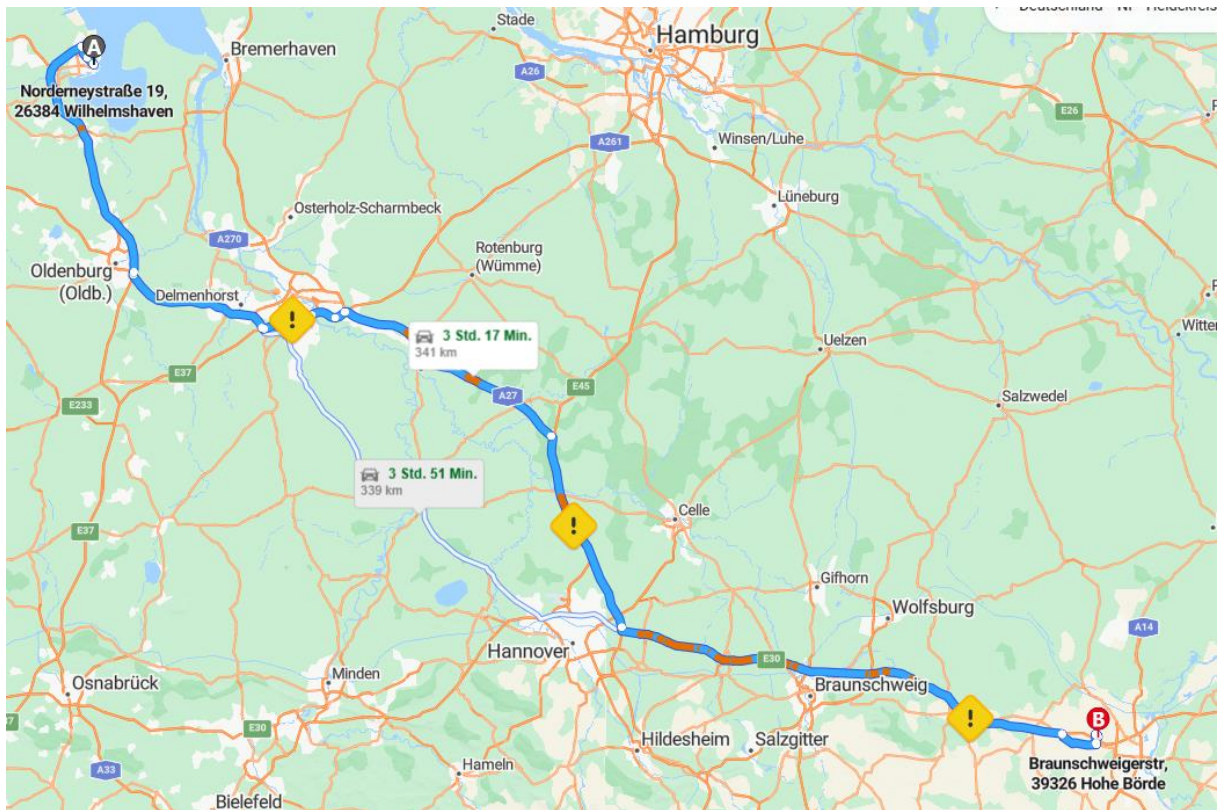 Deutschland NI Heidekreis
Stade
Hamburg
Bremerhaven
A
A26
Norderneystraße 19,
26384 Wilhelmshaven
E26
A261
Winsen/Luhe
Lüneburg
Osterholz-Scharmbeck
A270
Rotenburg
(Wümme)
Oldenburg
(Oldb.)
Delmenhorst
!
3 Std. 17 Min.
341 km
Uelzen
E37
A27
E45
E233
Salzwedel
3 Std. 51 Min.
339 km
Celle
!
E37
Gifhorn
Wolfsburg
A14
Hannover
E30
Minden
Osnabrück
Braunschweig
!
B
E30
Hildesheim
Salzgitter
Braunschweigerstr,
39326 Hohe Börde
A33
Hameln
Bielefeld